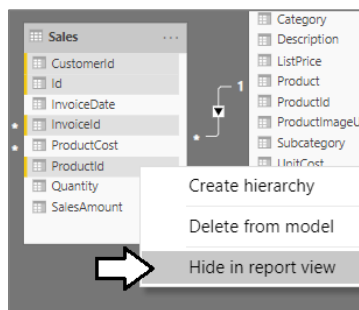 Sales ...
CustomerId
Id
InvoiceDate
InvoiceId
ProductCost
ProductId
Quantity
SalesAmount
*
*
1
*
Category
Description
ListPrice
Product
ProductId
ProductImageU
Subcategory
UnitCost
Create hierarchy
Delete from model
Hide in report view